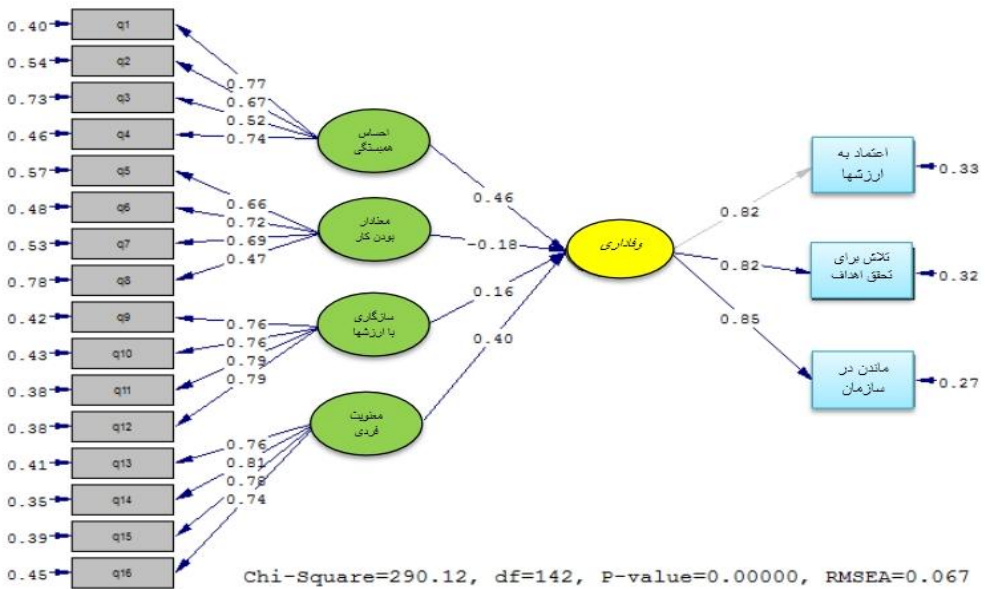 0.40
q1
0.54
q2
0.73
q3
0.46
q4
0.57
q5
0.48
q6
0.53
q7
0.78
q8
0.42
q9
0.43
q10
0.38
q11
0.38
q12
0.41
q13
0.35
q14
0.39
q15
0.45
q16
0.77
0.67
0.52
0.74
0.66
0.72
0.69
0.47
0.76
0.76
0.79
0.79
0.76
0.81
0.78
0.74
احساس
همبستگی
معنادار
بودن کار
سازگاری
با ارزشها
معنویت
فردی
0.46
-0.18
0.16
0.40
وفاداری
0.82
0.82
0.85
اعتماد به
ارزشها
0.33
تلاش برای
تحقق اهداف
0.32
ماندن در
سازمان
0.27
Chi-Square=290.12, df=142, P-value=0.00000, RMSEA=0.067